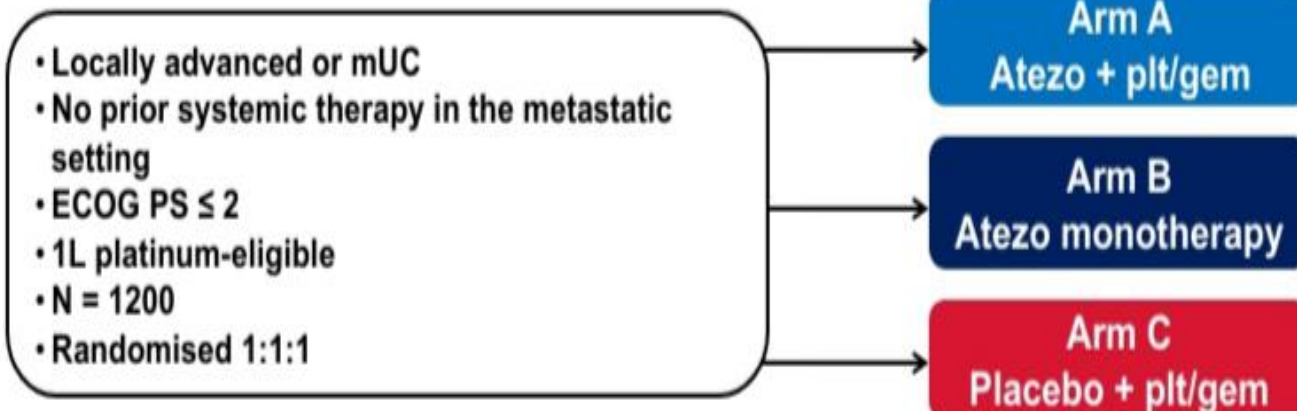 • Locally advanced or mUC
• No prior systemic therapy in the metastatic
setting
• ECOG PS ≤ 2
• 1L platinum-eligible
• N = 1200
• Randomised 1:1:1
Arm A
Atezo + plt/gem
Arm B
Atezo monotherapy
Arm C
Placebo + plt/gem